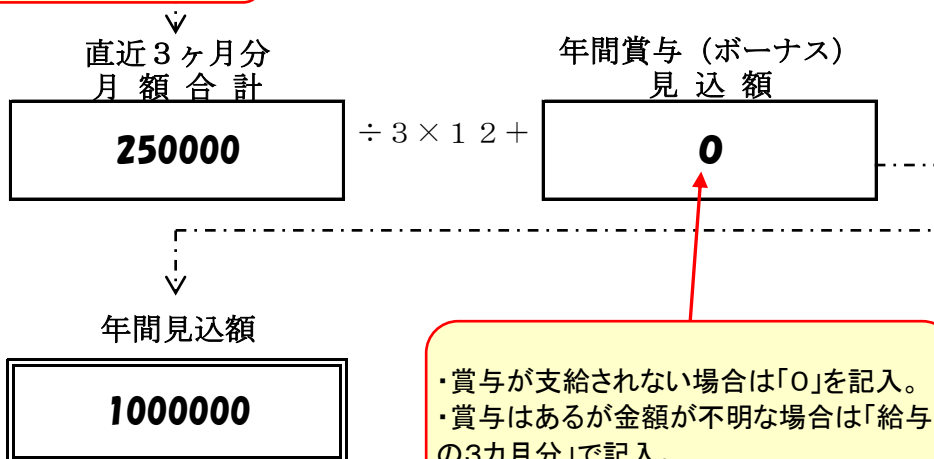 直近３ヶ月分
月 額 合 計
年間賞与（ボーナス）
見 込 額
250000
÷３×１２＋
0
年間見込額
1000000
・賞与が支給されない場合は「０」を記入。
・賞与はあるが金額が不明な場合は「給与
の3カ月分」で記入。